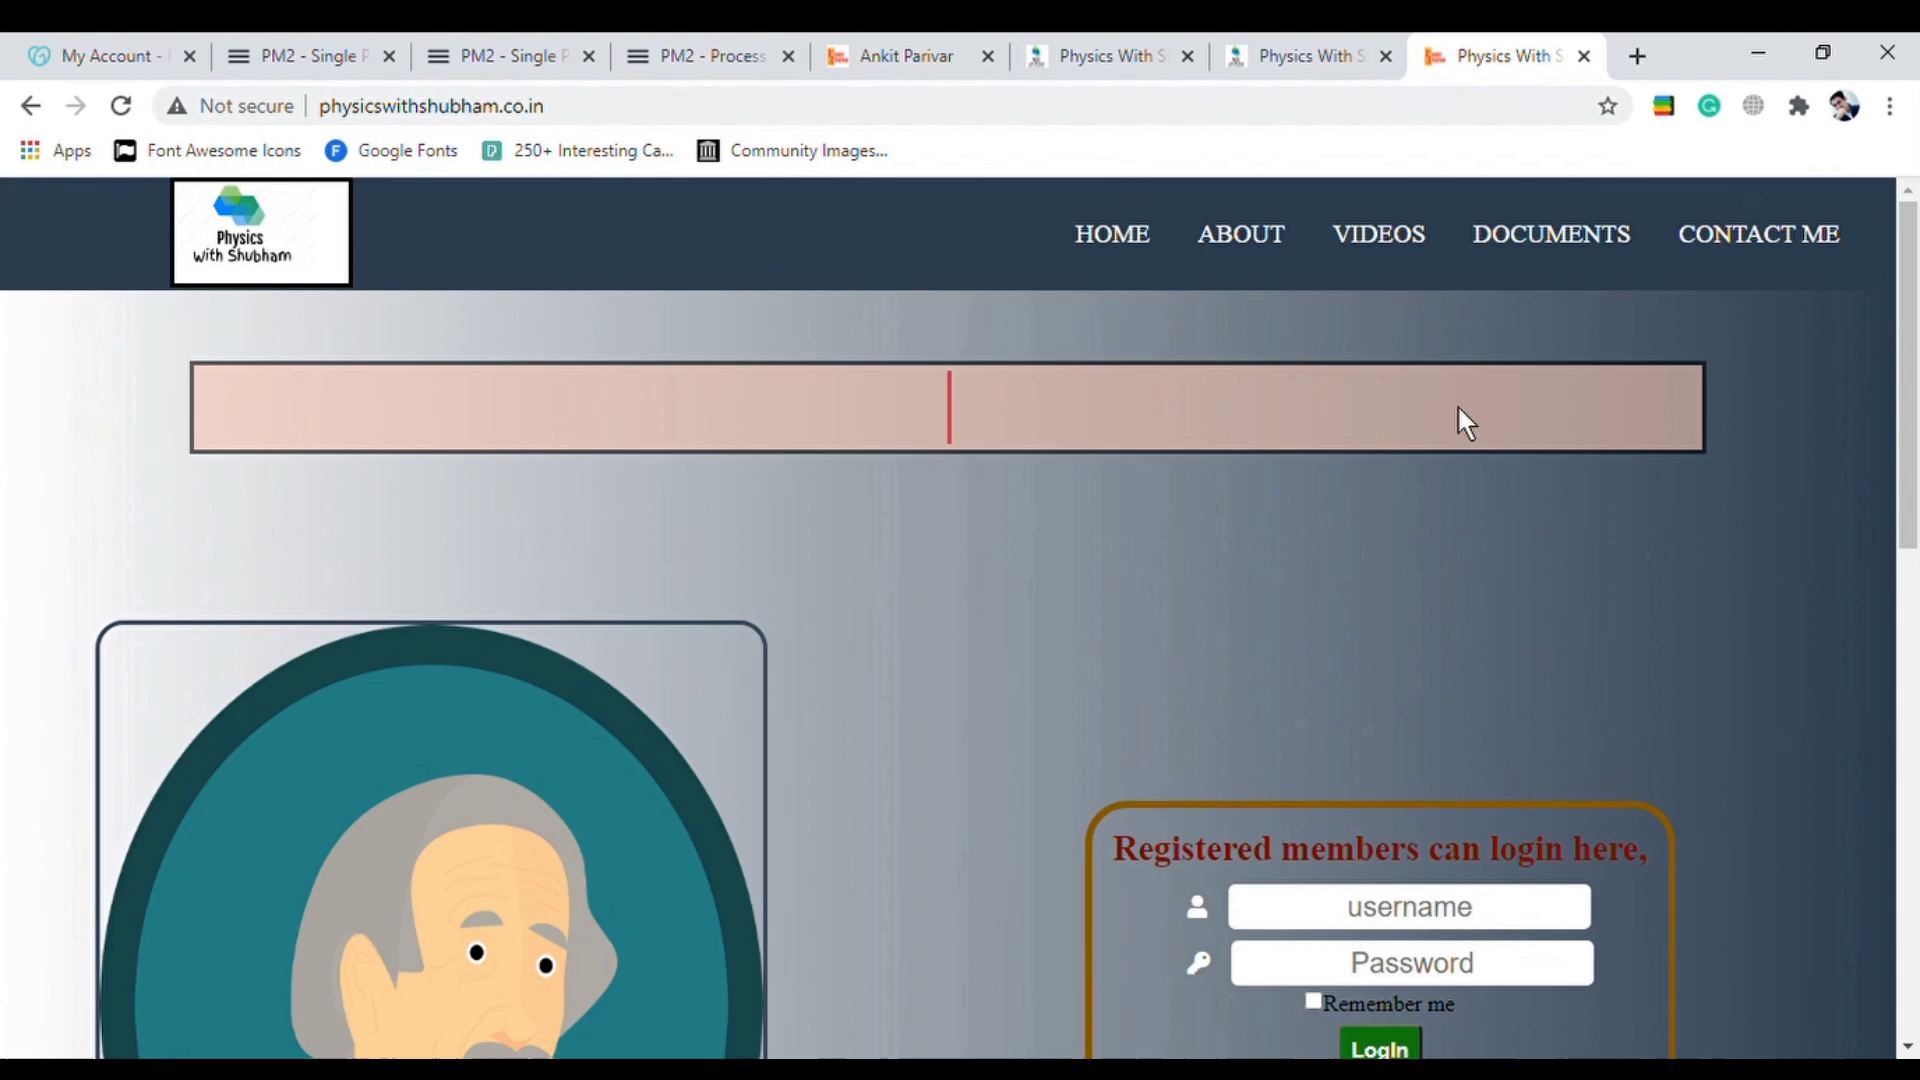 My Account - PM2 - Single P PM2 - Single P PM2 - Process Ankit Parivar Physics With S Physics With S Physics With S
Not secure physicswithshubham.co.in
Apps Font Awesome Icons Google Fonts 250+ Interesting Ca... Community Images...
Physics
with Shubham
HOME ABOUT VIDEOS DOCUMENTS CONTACT ME
Registered members can login here,
username
Password
Remember me
LogIn